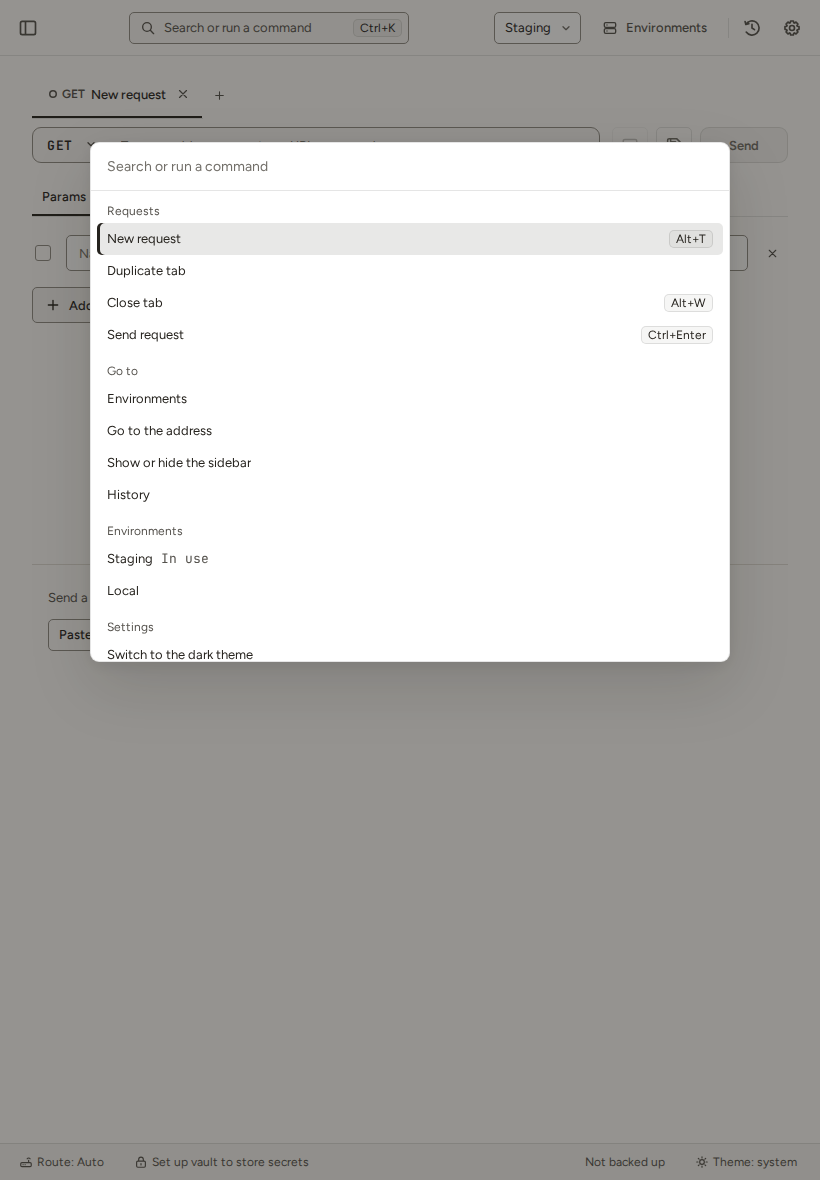 Search or run a command Ctrl+K Staging Environments
GET New request
GET Send
Search or run a command
Params
Requests
New request Alt+T
Duplicate tab
Close tab Alt+W
Send request Ctrl+Enter
Go to
Environments
Go to the address
Show or hide the sidebar
History
Environments
Staging In use
Local
Send a
Settings
Paste
Switch to the dark theme
Route: Auto Set up vault to store secrets Not backed up Theme: system